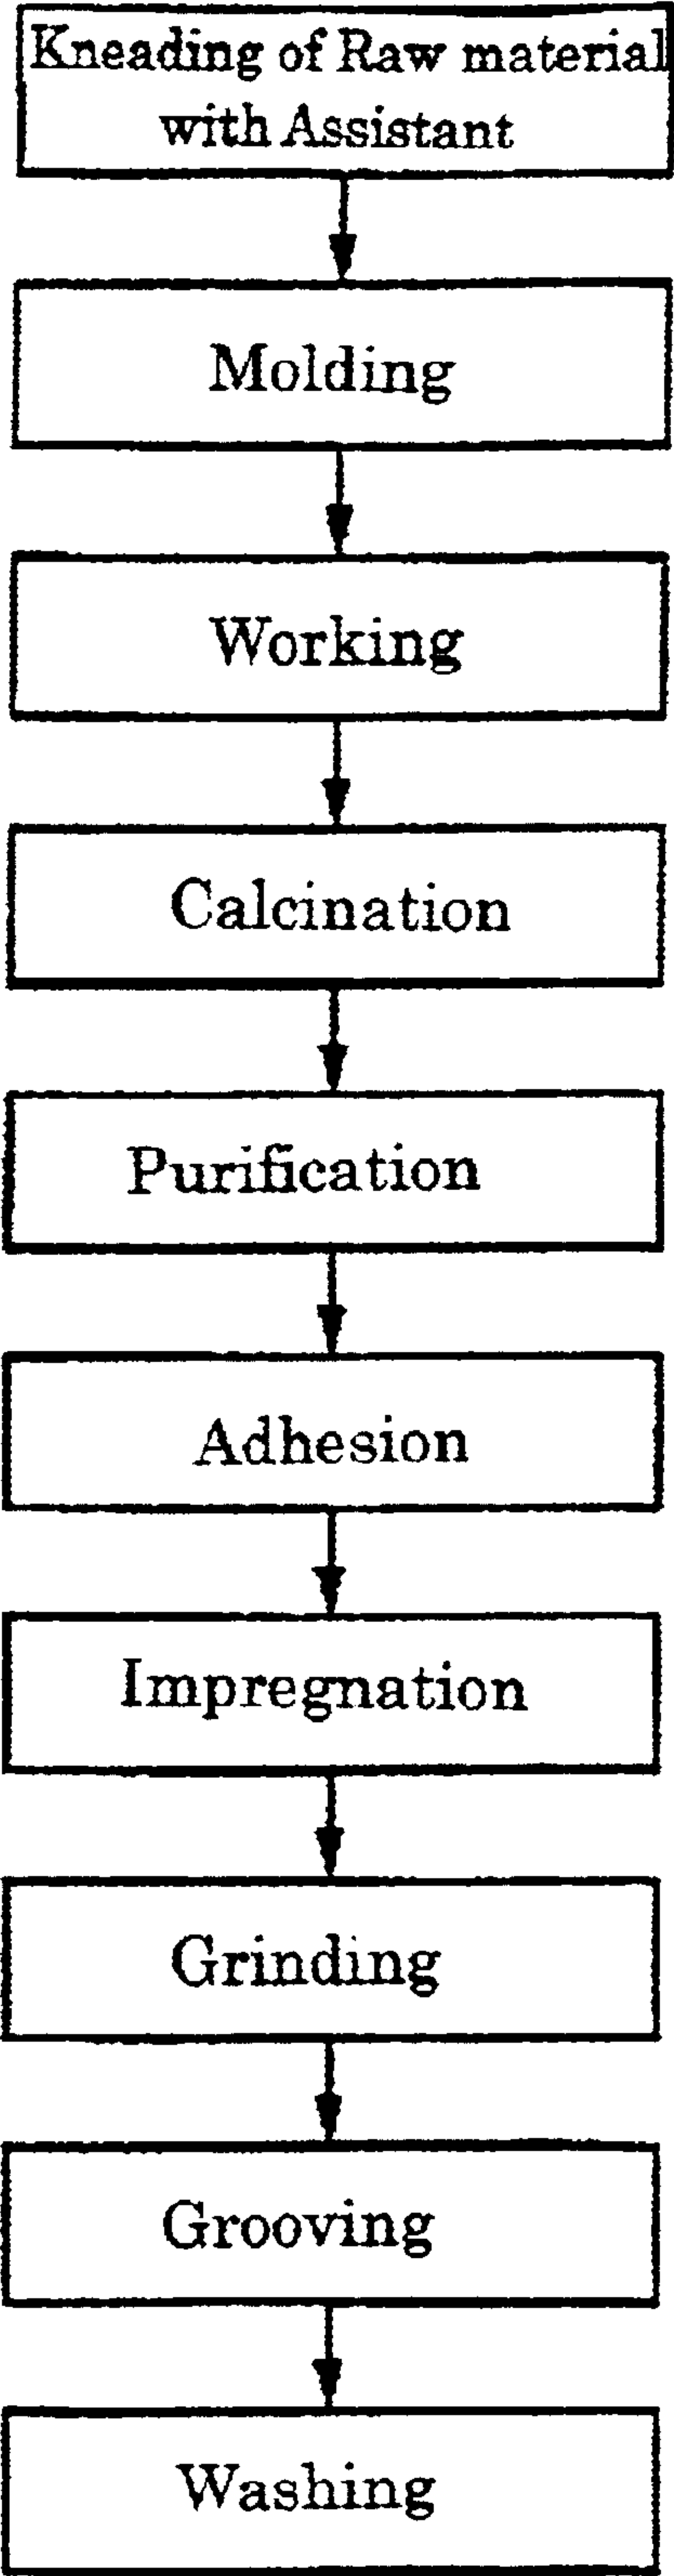 Kneading of Raw material
with Assistant
Molding
Working
Calcination
Purification
Adhesion
Impregnation
Grinding
Grooving
Washing